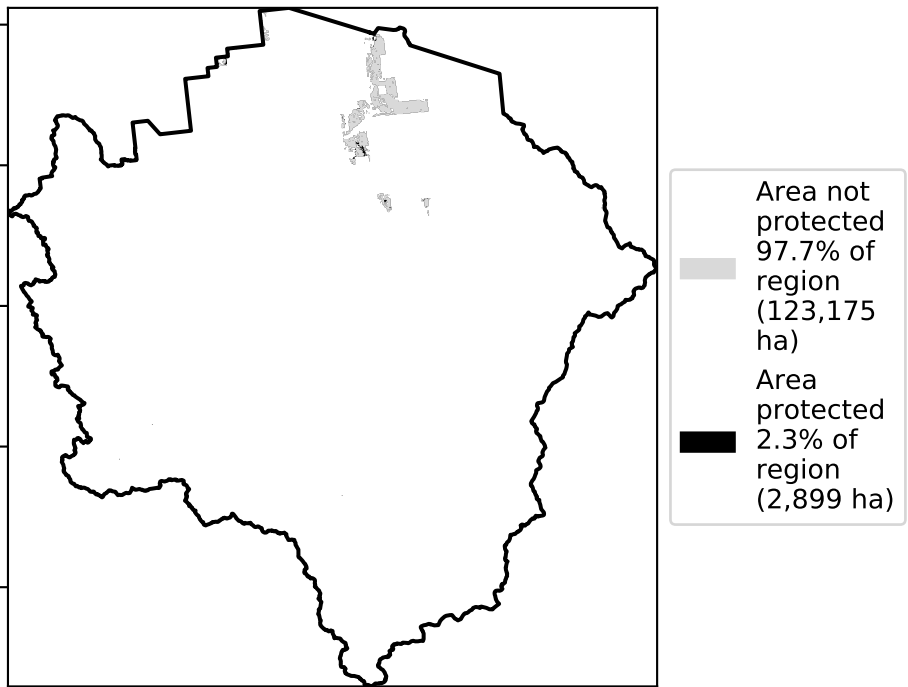 Area not
protected
97.7% of
region
(123,175
ha)
Area
protected
2.3% of
region
(2,899 ha)